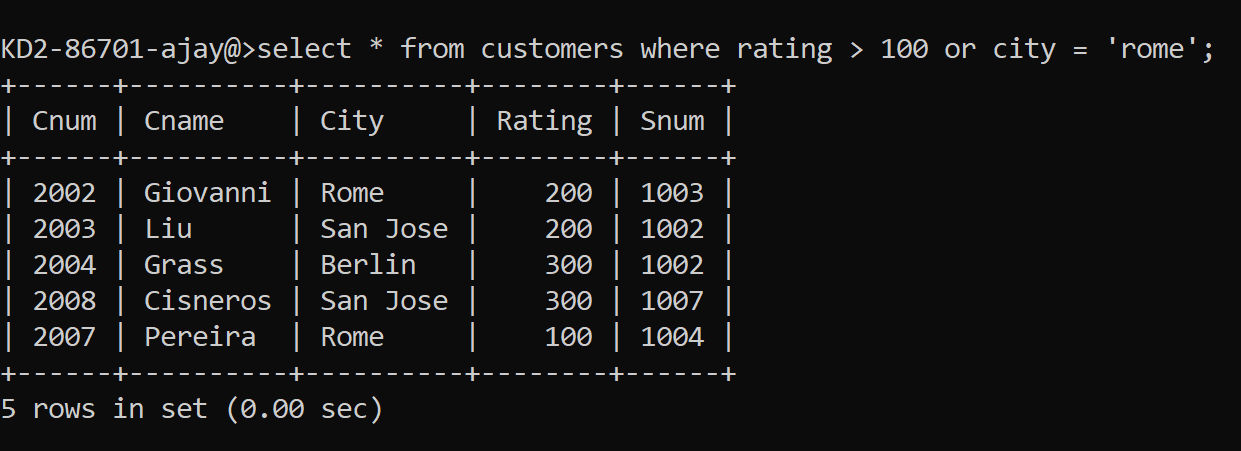 KD2-86701-ajay@>select * from customers where rating > 100 or city = 'rome';
+------+----------+----------+--------+------+
| Cnum | Cname    | City     | Rating | Snum |
+------+----------+----------+--------+------+
| 2002 | Giovanni | Rome     |    200 | 1003 |
| 2003 | Liu      | San Jose |    200 | 1002 |
| 2004 | Grass    | Berlin   |    300 | 1002 |
| 2008 | Cisneros | San Jose |    300 | 1007 |
| 2007 | Pereira  | Rome     |    100 | 1004 |
+------+----------+----------+--------+------+
5 rows in set (0.00 sec)